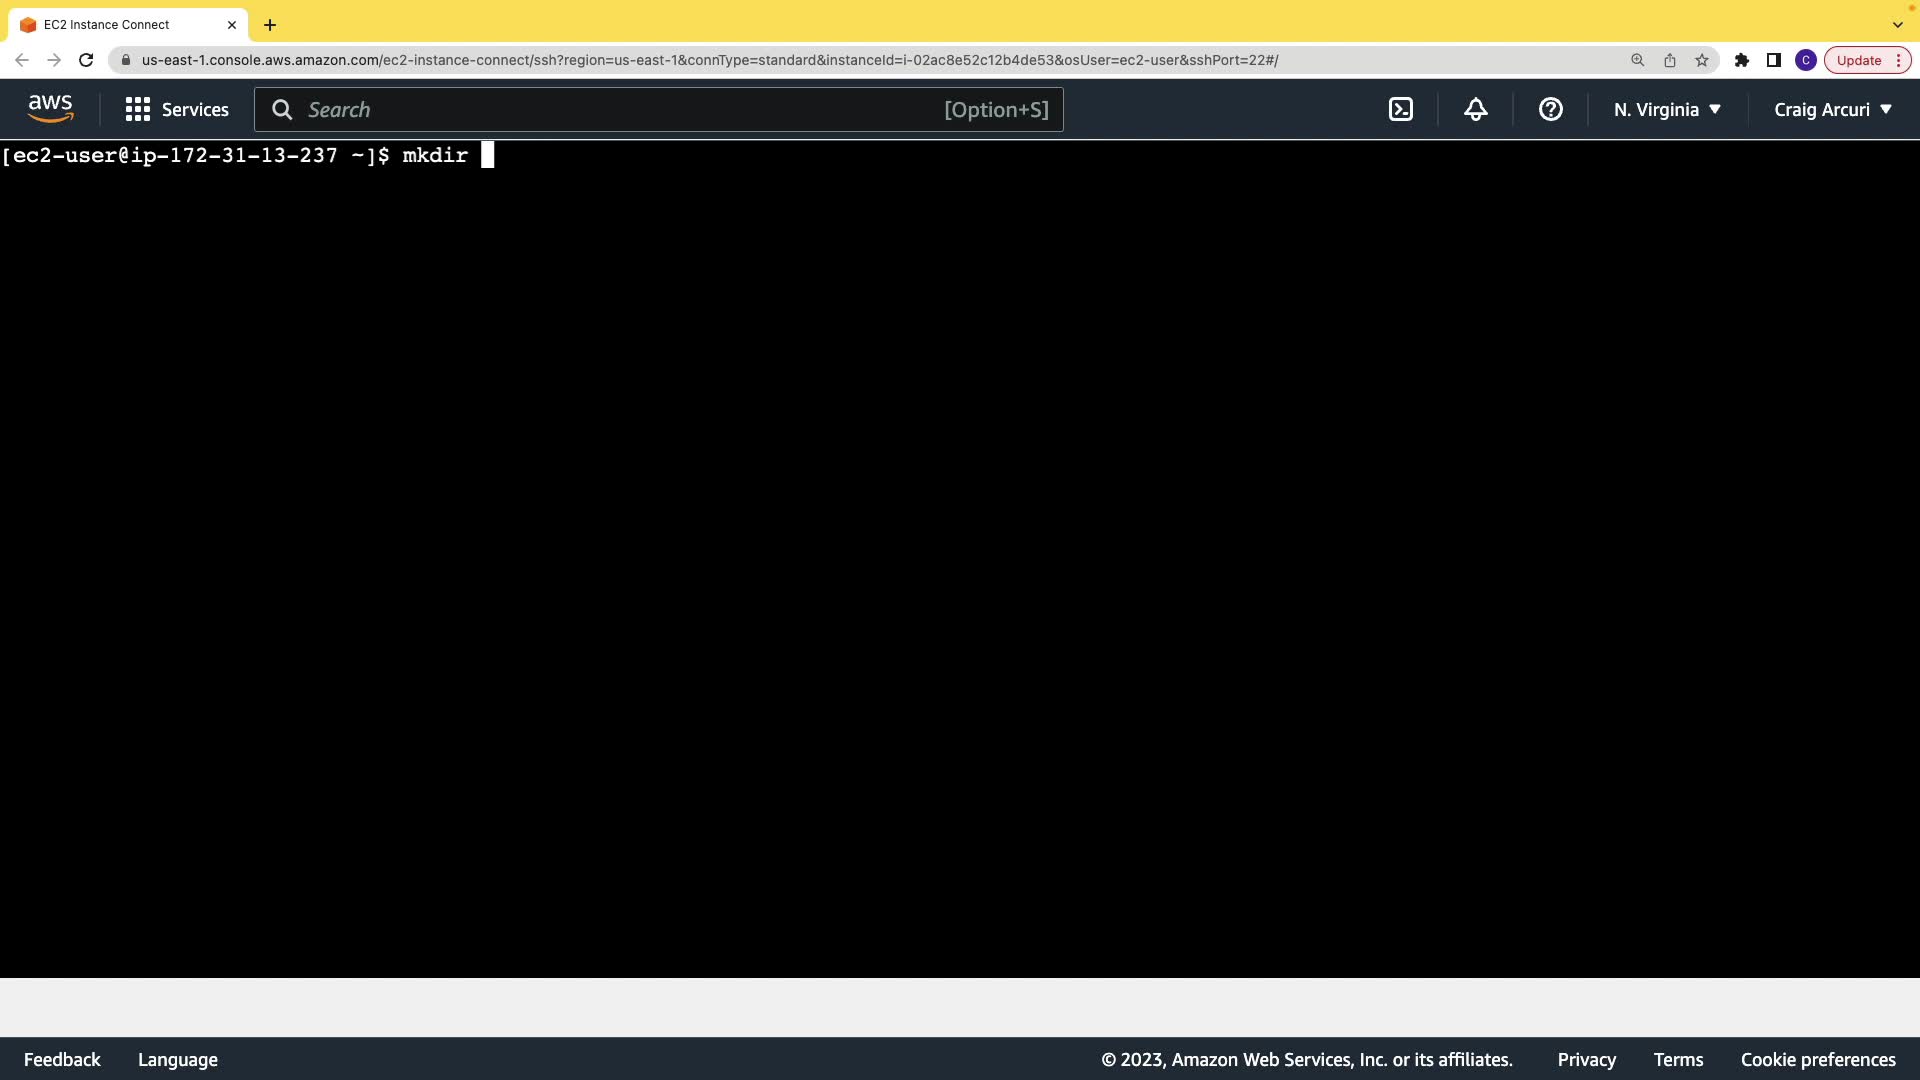 EC2 Instance Connect
us-east-1.console.aws.amazon.com/ec2-instance-connect/ssh?region=us-east-1&connType=standard&instanceId=i-02ac8e52c12b4de53&osUser=ec2-user&sshPort=22#/
C
Update
aws
Services
Search
[Option+S]
N. Virginia
Craig Arcuri
[ec2-user@ip-172-31-13-237 ~]$ mkdir
Feedback
Language
© 2023, Amazon Web Services, Inc. or its affiliates.
Privacy
Terms
Cookie preferences